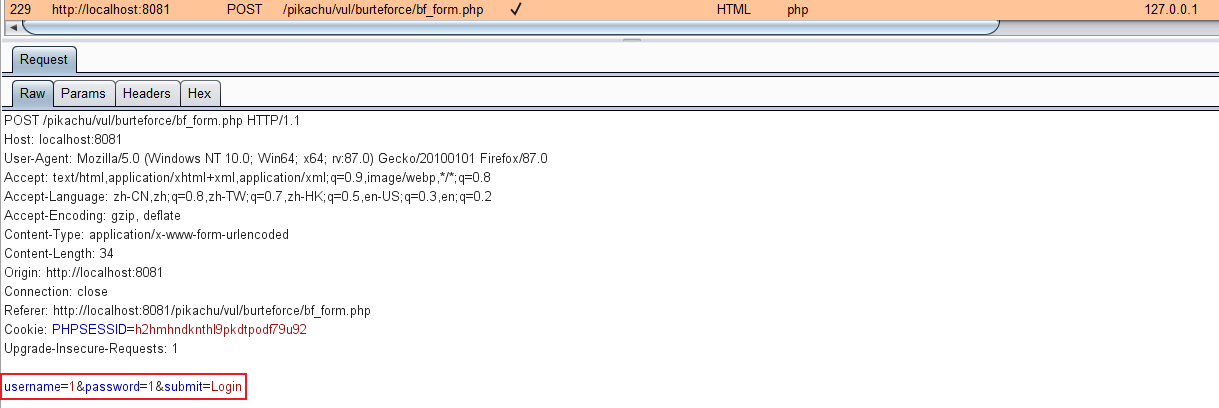 229 http://localhost:8081 POST /pikachu/vul/burteforce/bf_form.php ✓ HTML php 127.0.0.1
Request
Raw Params Headers Hex
POST /pikachu/vul/burteforce/bf_form.php HTTP/1.1
Host: localhost:8081
User-Agent: Mozilla/5.0 (Windows NT 10.0; Win64; x64; rv:87.0) Gecko/20100101 Firefox/87.0
Accept: text/html,application/xhtml+xml,application/xml;q=0.9,image/webp,*/*;q=0.8
Accept-Language: zh-CN,zh;q=0.8,zh-TW;q=0.7,zh-HK;q=0.5,en-US;q=0.3,en;q=0.2
Accept-Encoding: gzip, deflate
Content-Type: application/x-www-form-urlencoded
Content-Length: 34
Origin: http://localhost:8081
Connection: close
Referer: http://localhost:8081/pikachu/vul/burteforce/bf_form.php
Cookie: PHPSESSID=h2hmhndknthl9pkdtpodf79u92
Upgrade-Insecure-Requests: 1
username=1&password=1&submit=Login